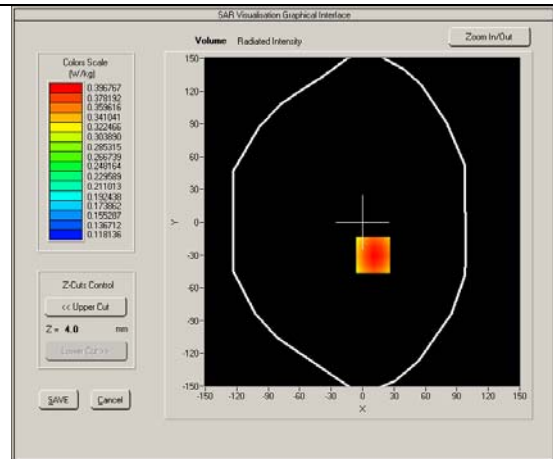 SAR Visualisation Graphical Interface
Volume Radiated Intensity
Zoom In/Out
Colors Scale
(W/kg)
0.396767
0.378192
0.359616
0.341041
0.322466
0.303890
0.285315
0.266739
0.248164
0.229589
0.211013
0.192438
0.173862
0.155287
0.136712
0.118136
Z-Cuts Control
<< Upper Cut
Z = 4.0 mm
Lower Cut >>
SAVE
Cancel
150
120
90
60
30
0
-30
-60
-90
-120
-150
Y
-150 -120 -90 -60 -30 0 30 60 90 120 150
X